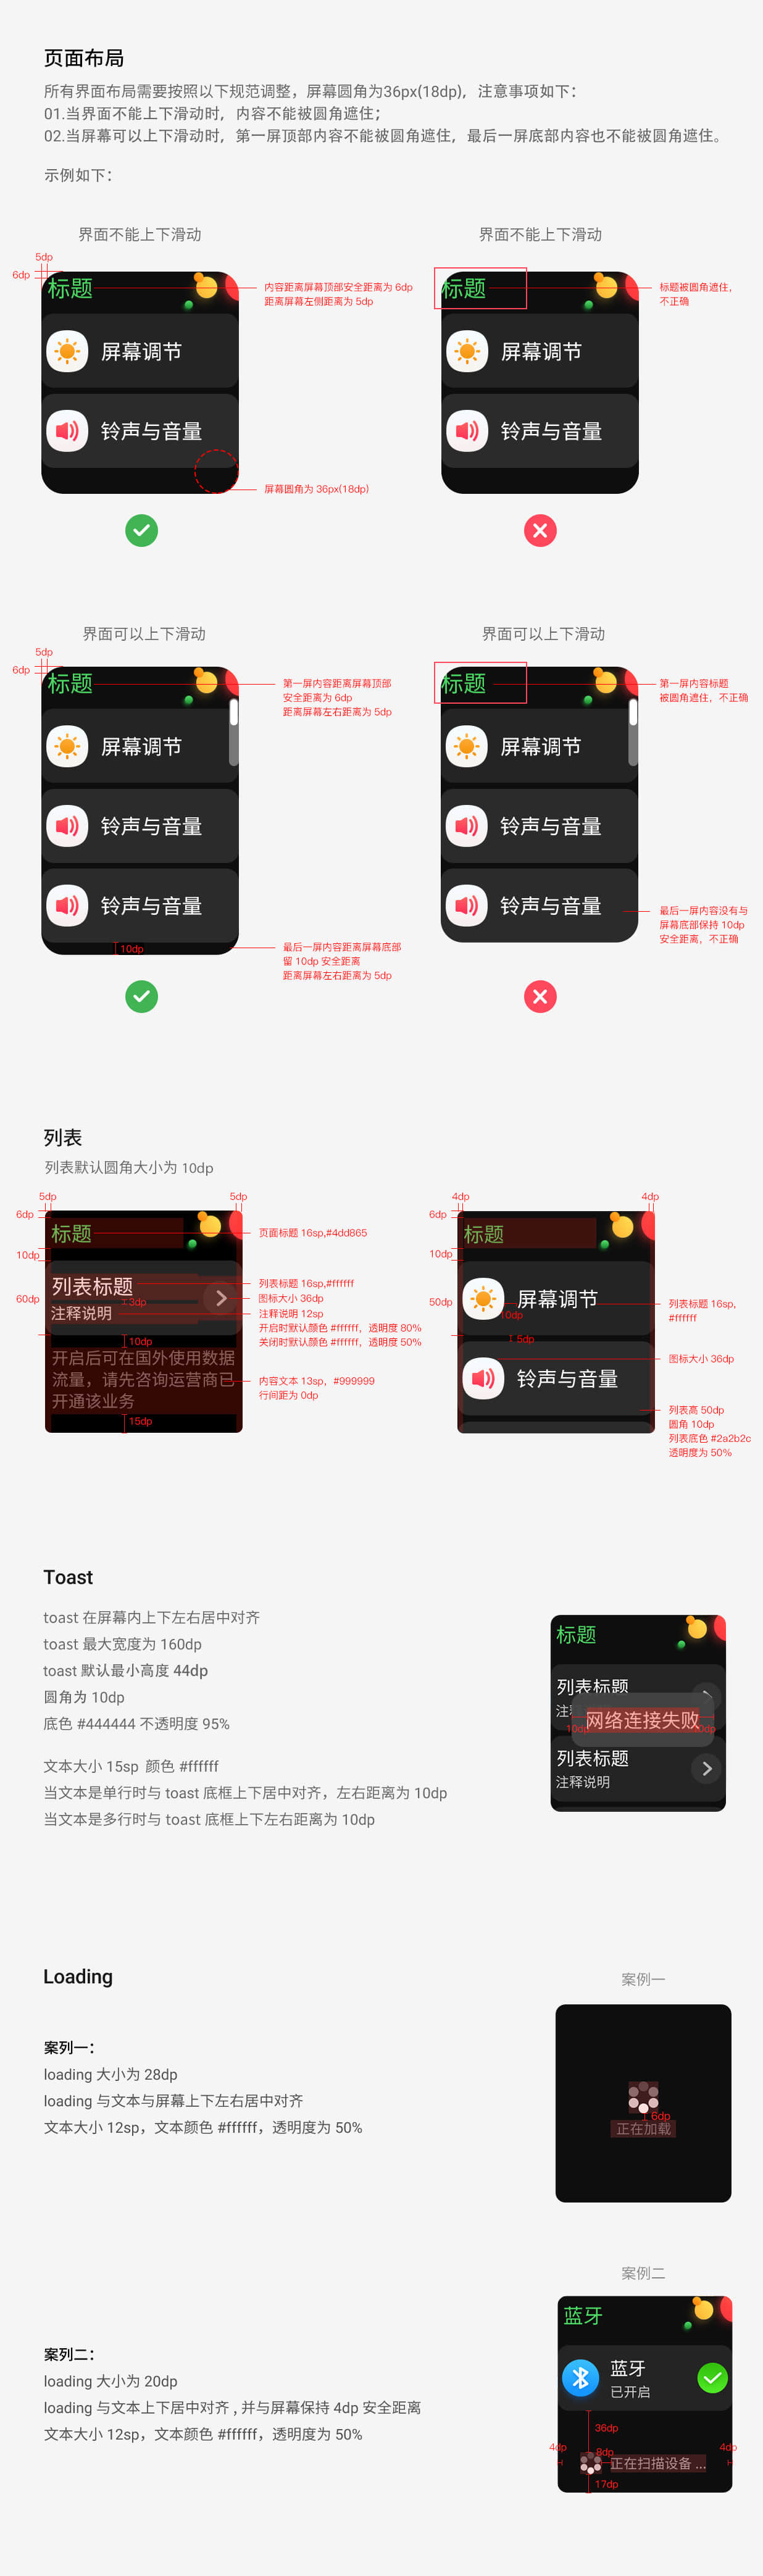 页面布局
所有界面布局需要按照以下规范调整，屏幕圆角为36px(18dp)，注意事项如下：
01.当界面不能上下滑动时，内容不能被圆角遮住；
02.当屏幕可以上下滑动时，第一屏顶部内容不能被圆角遮住，最后一屏底部内容也不能被圆角遮住。
示例如下：
界面不能上下滑动
5dp
6dp
标题
内容距离屏幕顶部安全距离为 6dp
距离屏幕左侧距离为 5dp
屏幕调节
铃声与音量
屏幕圆角为 36px(18dp)
界面不能上下滑动
标题
标题被圆角遮住，
不正确
屏幕调节
铃声与音量
界面可以上下滑动
5dp
6dp
标题
第一屏内容距离屏幕顶部
安全距离为 6dp
距离屏幕左右距离为 5dp
屏幕调节
铃声与音量
铃声与音量
10dp
最后一屏内容距离屏幕底部
留 10dp 安全距离
距离屏幕左右距离为 5dp
界面可以上下滑动
标题
第一屏内容标题
被圆角遮住，不正确
屏幕调节
铃声与音量
铃声与音量
最后一屏内容没有与
屏幕底部保持 10dp
安全距离，不正确
列表
列表默认圆角大小为 10dp
5dp
5dp
6dp
标题
页面标题 16sp,#4dd865
10dp
列表标题
列表标题 16sp,#ffffff
60dp
3dp
图标大小 36dp
注释说明
注释说明 12sp
开启时默认颜色 #ffffff，透明度 80%
关闭时默认颜色 #ffffff，透明度 50%
10dp
开启后可在国外使用数据
流量，请先咨询运营商已
开通该业务
内容文本 13sp，#999999
行间距为 0dp
15dp
4dp
4dp
6dp
标题
10dp
50dp
屏幕调节
10dp
列表标题 16sp,
#ffffff
5dp
图标大小 36dp
铃声与音量
列表高 50dp
圆角 10dp
列表底色 #2a2b2c
透明度为 50%
Toast
toast 在屏幕内上下左右居中对齐
toast 最大宽度为 160dp
toast 默认最小高度 44dp
圆角为 10dp
底色 #444444 不透明度 95%
文本大小 15sp 颜色 #ffffff
当文本是单行时与 toast 底框上下居中对齐，左右距离为 10dp
当文本是多行时与 toast 底框上下左右距离为 10dp
标题
列表标题
注
网络连接失败
10dp
列表标题
注释说明
Loading
案列一：
loading 大小为 28dp
loading 与文本与屏幕上下左右居中对齐
文本大小 12sp，文本颜色 #ffffff，透明度为 50%
案例一
6dp
正在加载
案列二：
loading 大小为 20dp
loading 与文本上下居中对齐 , 并与屏幕保持 4dp 安全距离
文本大小 12sp，文本颜色 #ffffff，透明度为 50%
案例二
蓝牙
蓝牙
已开启
36dp
4dp
8dp
4dp
正在扫描设备 ...
17dp